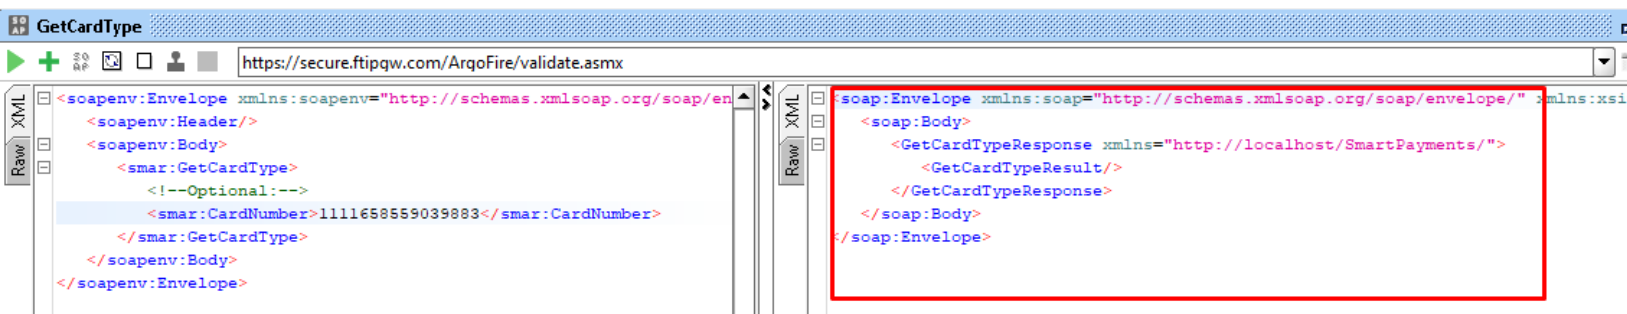 GetCardType
https://secure.ftipgw.com/ArgoFire/validate.asmx
XML
Raw
<soapenv:Envelope xmlns:soapenv="http://schemas.xmlsoap.org/soap/en
<soapenv:Header/>
<soapenv:Body>
<smar:GetCardType>
<!--Optional:-->
<smar:CardNumber>1111658559039883</smar:CardNumber>
</smar:GetCardType>
</soapenv:Body>
</soapenv:Envelope>
XML
Raw
<soap:Envelope xmlns:soap="http://schemas.xmlsoap.org/soap/envelope/" xmlns:xsi
<soap:Body>
<GetCardTypeResponse xmlns="http://localhost/SmartPayments/">
<GetCardTypeResult/>
</GetCardTypeResponse>
</soap:Body>
</soap:Envelope>